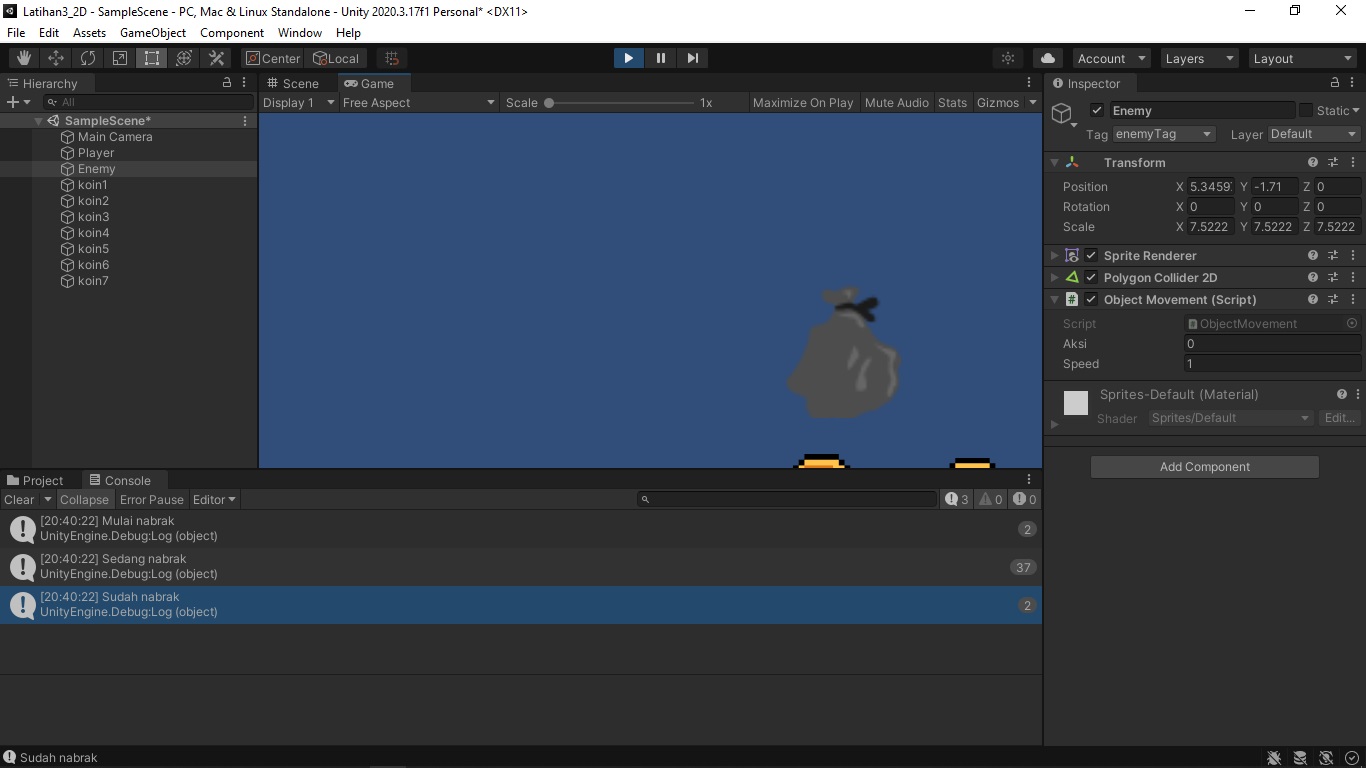 Latihan3_2D - SampleScene - PC, Mac & Linux Standalone - Unity 2020.3.17f1 Personal* <DX11>
File Edit Assets GameObject Component Window Help
Center Local Account Layers Layout
Hierarchy
All
SampleScene*
Main Camera
Player
Enemy
koin1
koin2
koin3
koin4
koin5
koin6
koin7
Scene Game
Display 1 Free Aspect Scale 1x Maximize On Play Mute Audio Stats Gizmos
Inspector
Enemy Static
Tag enemyTag Layer Default
Transform
Position X 5.3459 Y -1.71 Z 0
Rotation X 0 Y 0 Z 0
Scale X 7.5222 Y 7.5222 Z 7.5222
Sprite Renderer
Polygon Collider 2D
# Object Movement (Script)
Script ObjectMovement
Aksi 0
Speed 1
Sprites-Default (Material)
Shader Sprites/Default Edit...
Add Component
Project Console
Clear Collapse Error Pause Editor 3 0 0
[20:40:22] Mulai nabrak
UnityEngine.Debug:Log (object)
2
[20:40:22] Sedang nabrak
UnityEngine.Debug:Log (object)
37
[20:40:22] Sudah nabrak
UnityEngine.Debug:Log (object)
2
Sudah nabrak